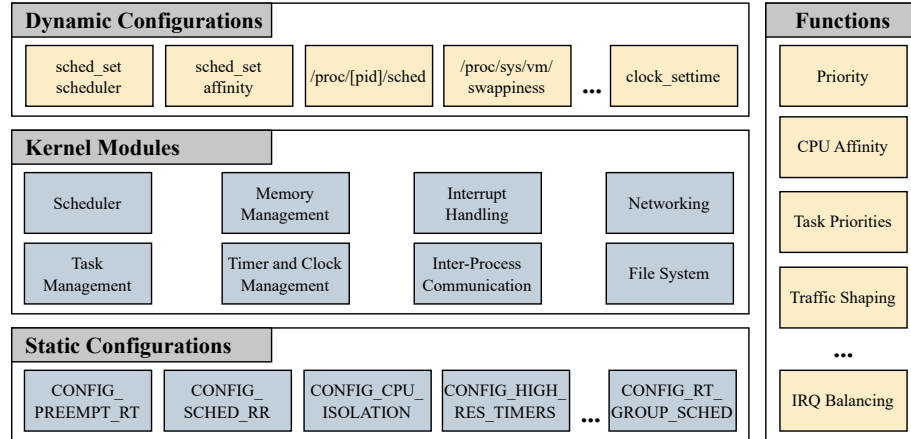 Dynamic Configurations
sched_set
scheduler
sched_set
affinity
/proc/[pid]/sched
/proc/sys/vm/
swappiness
...
clock_settime
Kernel Modules
Scheduler
Memory
Management
Interrupt
Handling
Networking
Task
Management
Timer and Clock
Management
Inter-Process
Communication
File System
Static Configurations
CONFIG_
PREEMPT_RT
CONFIG_
SCHED_RR
CONFIG_CPU_
ISOLATION
CONFIG_HIGH_
RES_TIMERS
...
CONFIG_RT_
GROUP_SCHED
Functions
Priority
CPU Affinity
Task Priorities
Traffic Shaping
...
IRQ Balancing